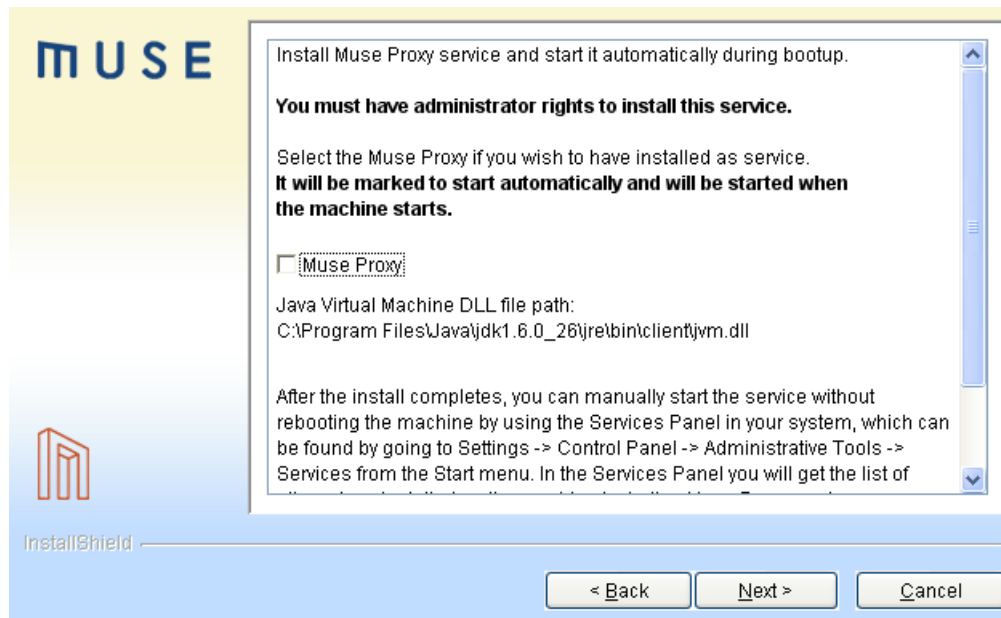 MUSE
Install Muse Proxy service and start it automatically during bootup.
You must have administrator rights to install this service.
Select the Muse Proxy if you wish to have installed as service.
It will be marked to start automatically and will be started when
the machine starts.
Muse Proxy
Java Virtual Machine DLL file path:
C:\Program Files\Java\jdk1.6.0_26\jre\bin\client\jvm.dll
After the install completes, you can manually start the service without
rebooting the machine by using the Services Panel in your system, which can
be found by going to Settings -> Control Panel -> Administrative Tools ->
Services from the Start menu. In the Services Panel you will get the list of
InstallShield
< Back
Next >
Cancel